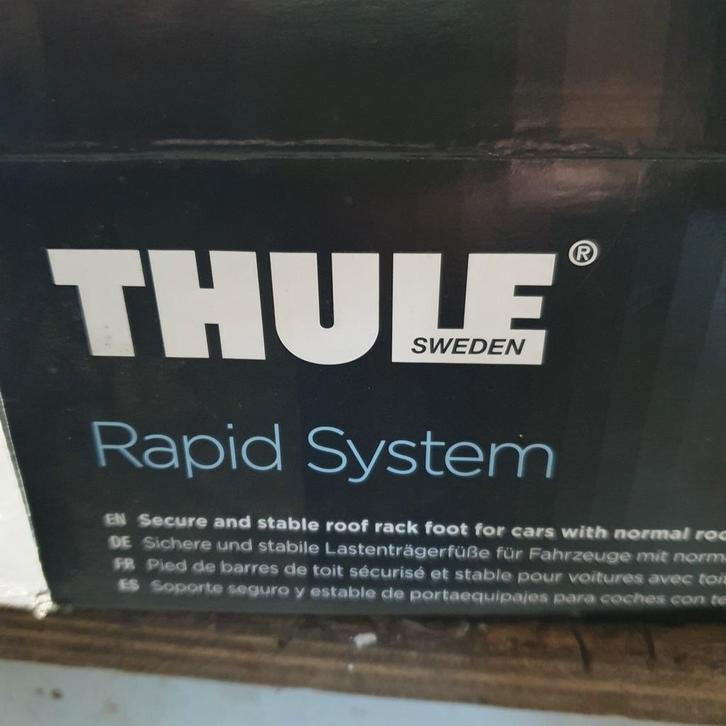 THULE®
SWEDEN
Rapid System
EN Secure and stable roof rack foot for cars with normal
DE Sichere und stabile Lastenträgerfüße für Fahrzeuge mit
FR Pied de barres de toit sécurisé et stable pour voitures avec
ES Soporte seguro y estable de portaequipajes para coches con